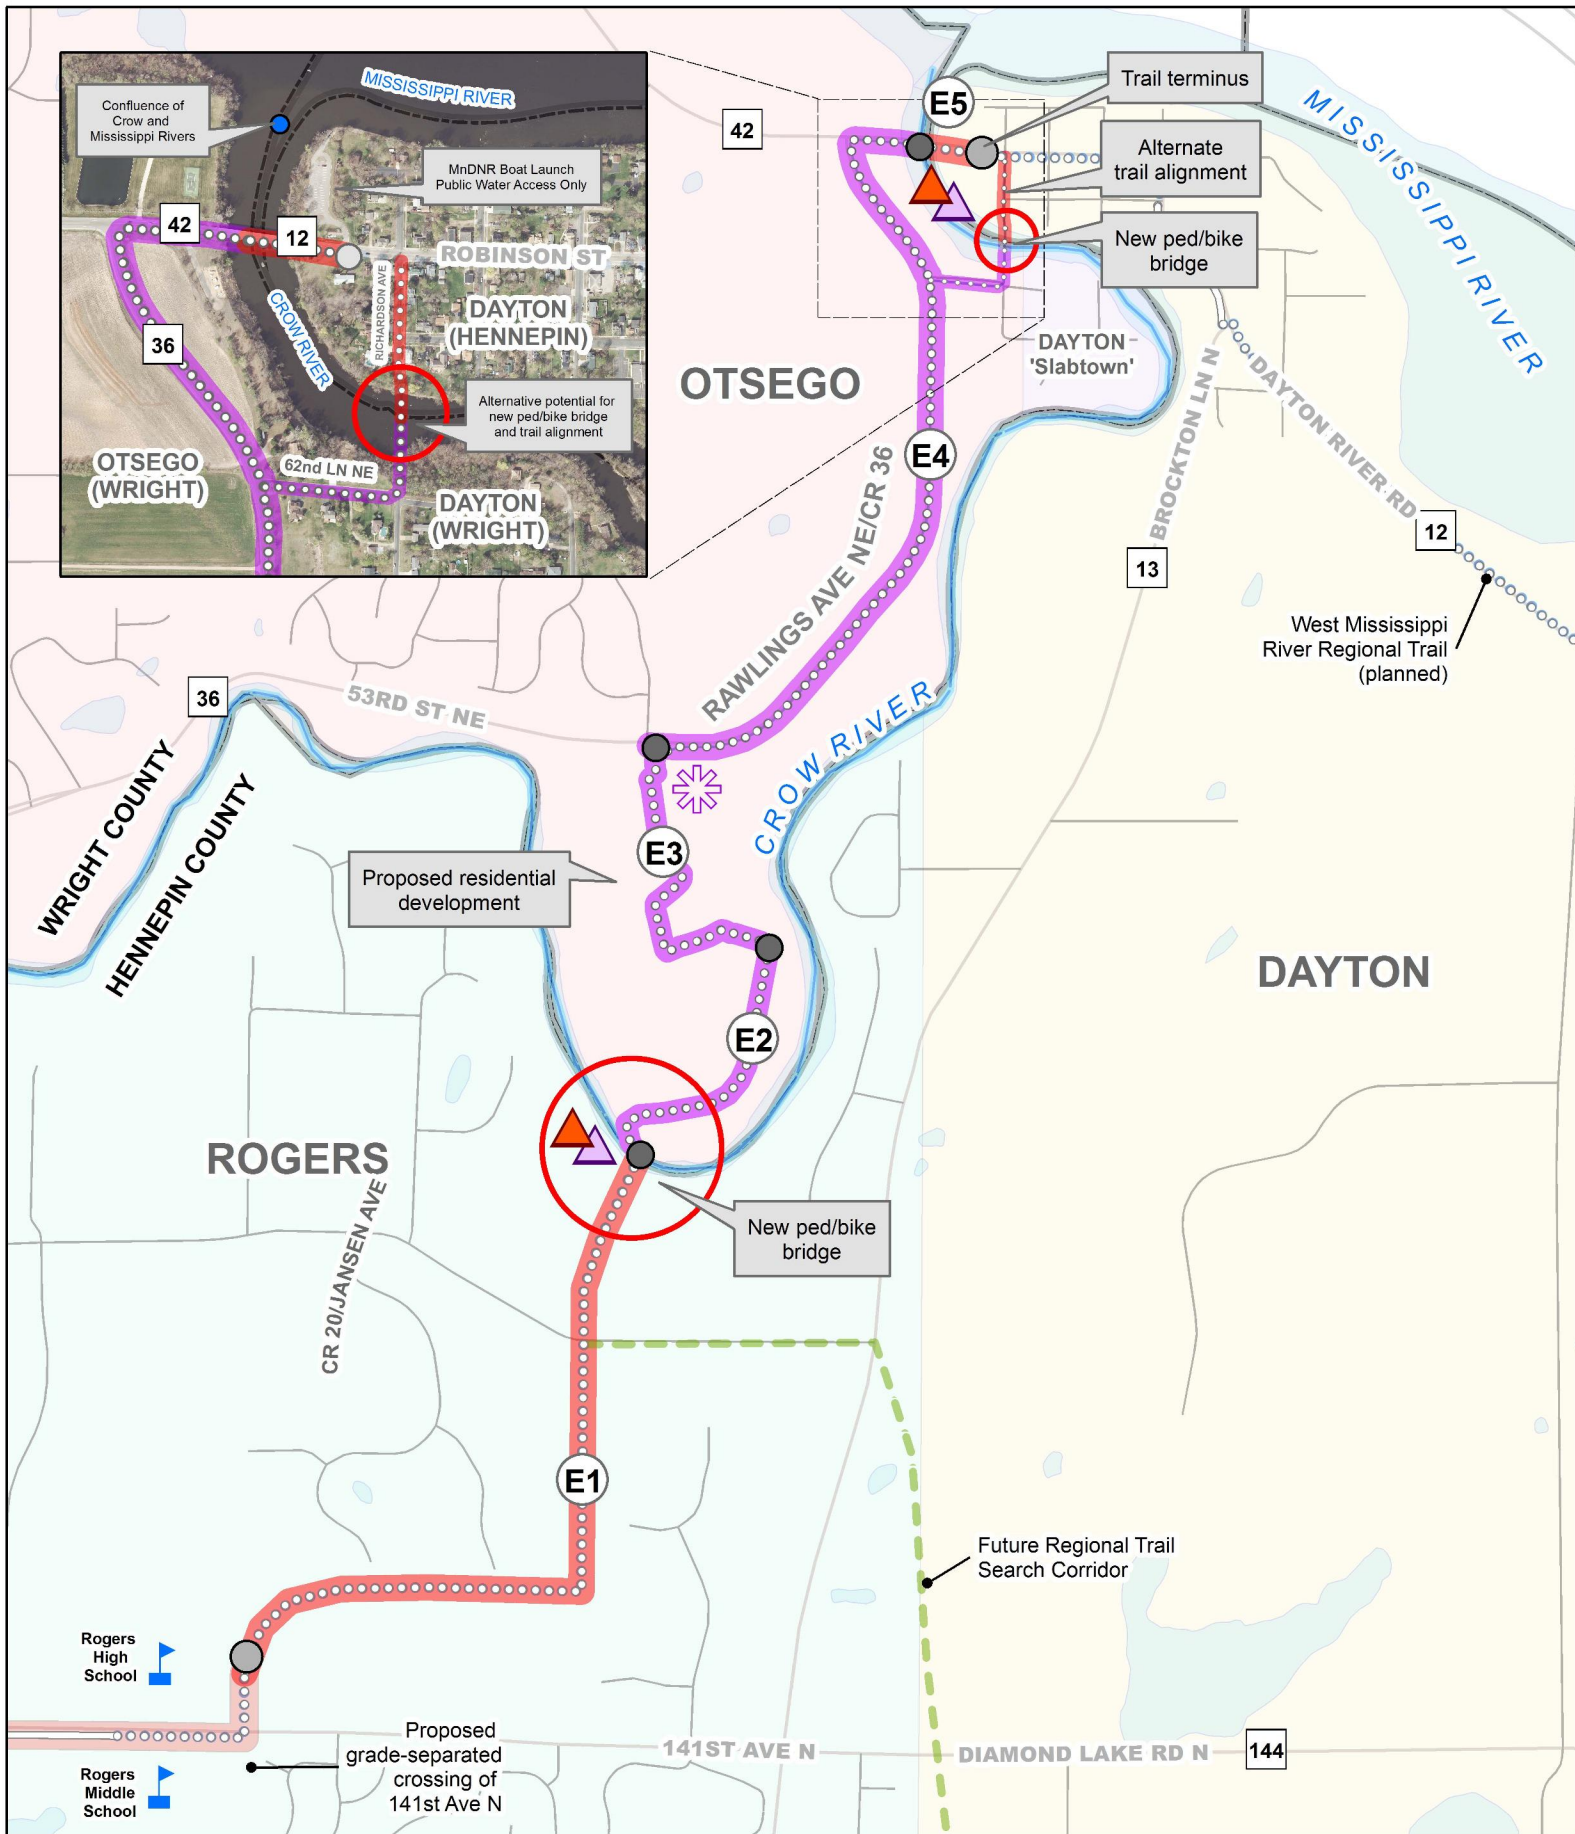 Confluence of
Crow and
Mississippi Rivers
MISSISSIPPI RIVER
MnDNR Boat Launch
Public Water Access Only
42
12
ROBINSON ST
RICHARDSON AVE
DAYTON
(HENNEPIN)
CROW RIVER
36
Alternative potential for
new ped/bike bridge
and trail alignment
OTSEGO
(WRIGHT)
62nd LN NE
DAYTON
(WRIGHT)
E5
Trail terminus
42
Alternate
trail alignment
New ped/bike
bridge
MISSISSIPPI RIVER
OTSEGO
DAYTON
'Slabtown'
BROCKTON LN N
DAYTON RIVER RD
E4
12
13
RAWLINGS AVE NE/CR 36
West Mississippi
River Regional Trail
(planned)
36
53RD ST NE
CROW RIVER
WRIGHT COUNTY
HENNEPIN COUNTY
E3
Proposed residential
development
DAYTON
E2
ROGERS
CR 20/JANSEN AVE
New ped/bike
bridge
E1
Future Regional Trail
Search Corridor
Rogers
High
School
Proposed
grade-separated
crossing of
141st Ave N
141ST AVE N
DIAMOND LAKE RD N
144
Rogers
Middle
School